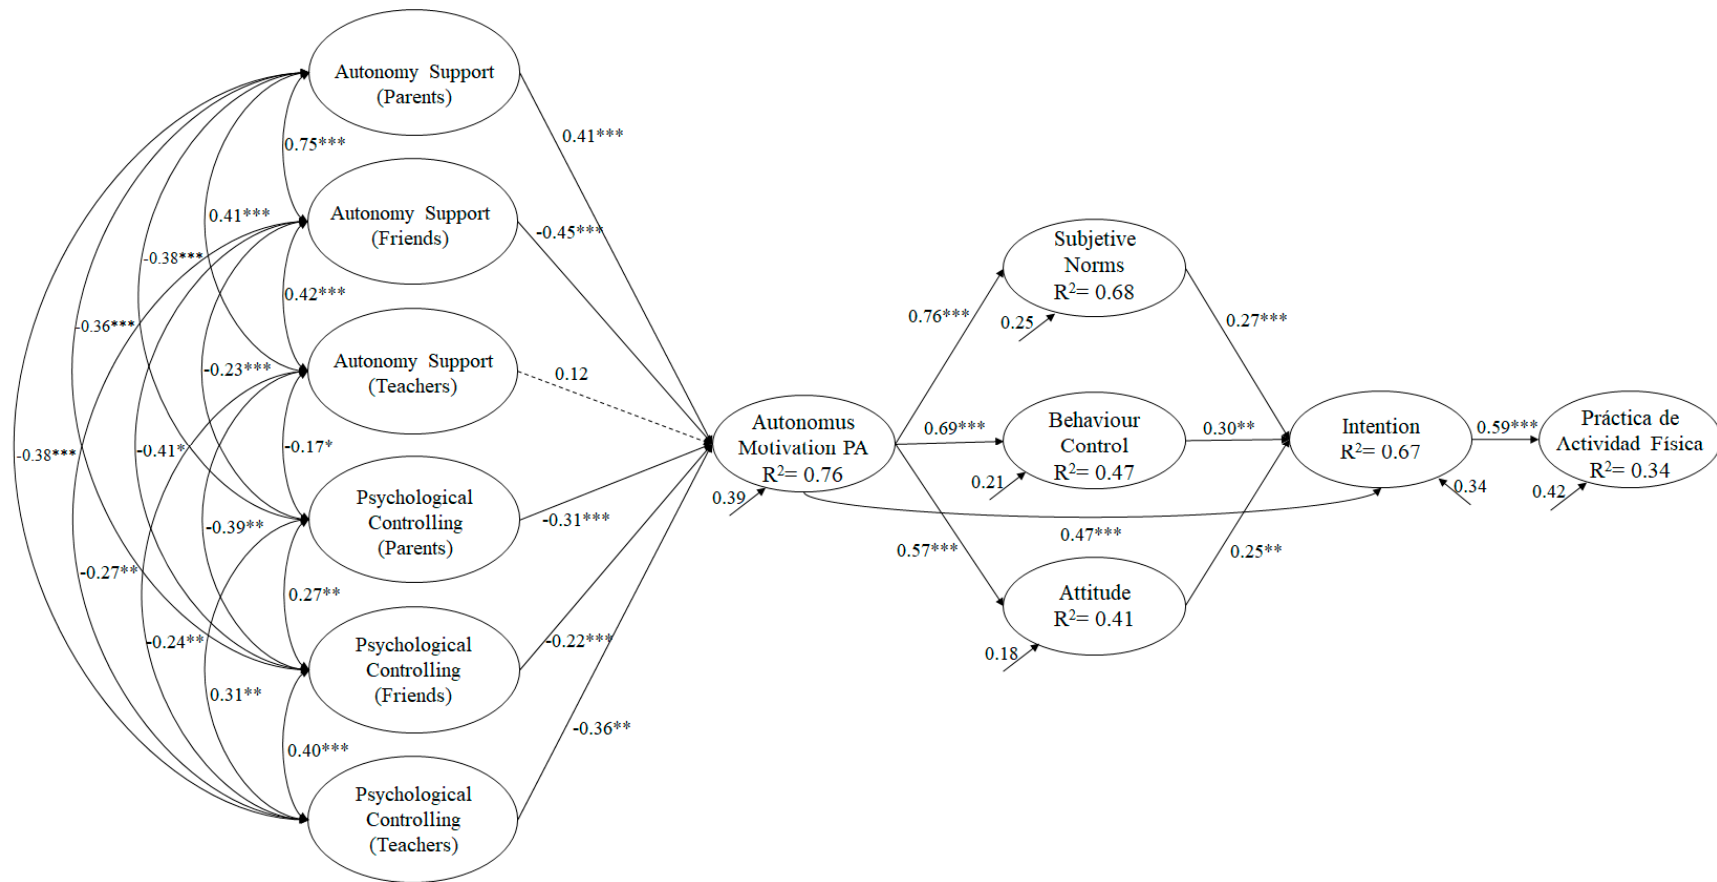 Autonomy Support
(Parents)
0.41***
0.75***
Autonomy Support
(Friends)
-0.45***
0.41***
-0.38***
0.42***
Autonomy Support
(Teachers)
0.12
-0.36***
-0.23***
-0.38***
-0.41*
-0.17*
Psychological
Controlling
(Parents)
-0.31***
-0.39**
-0.27**
0.27**
-0.24**
Psychological
Controlling
(Friends)
-0.22***
0.31**
0.40***
Psychological
Controlling
(Teachers)
-0.36**
Autonomus
Motivation PA
R²= 0.76
0.39
0.76***
0.69***
0.57***
0.47***
Subjetive
Norms
R²= 0.68
0.25
0.27***
Behaviour
Control
R²= 0.47
0.21
0.30**
Attitude
R²= 0.41
0.18
0.25**
Intention
R²= 0.67
0.34
0.59***
Práctica de
Actividad Física
R²= 0.34
0.42